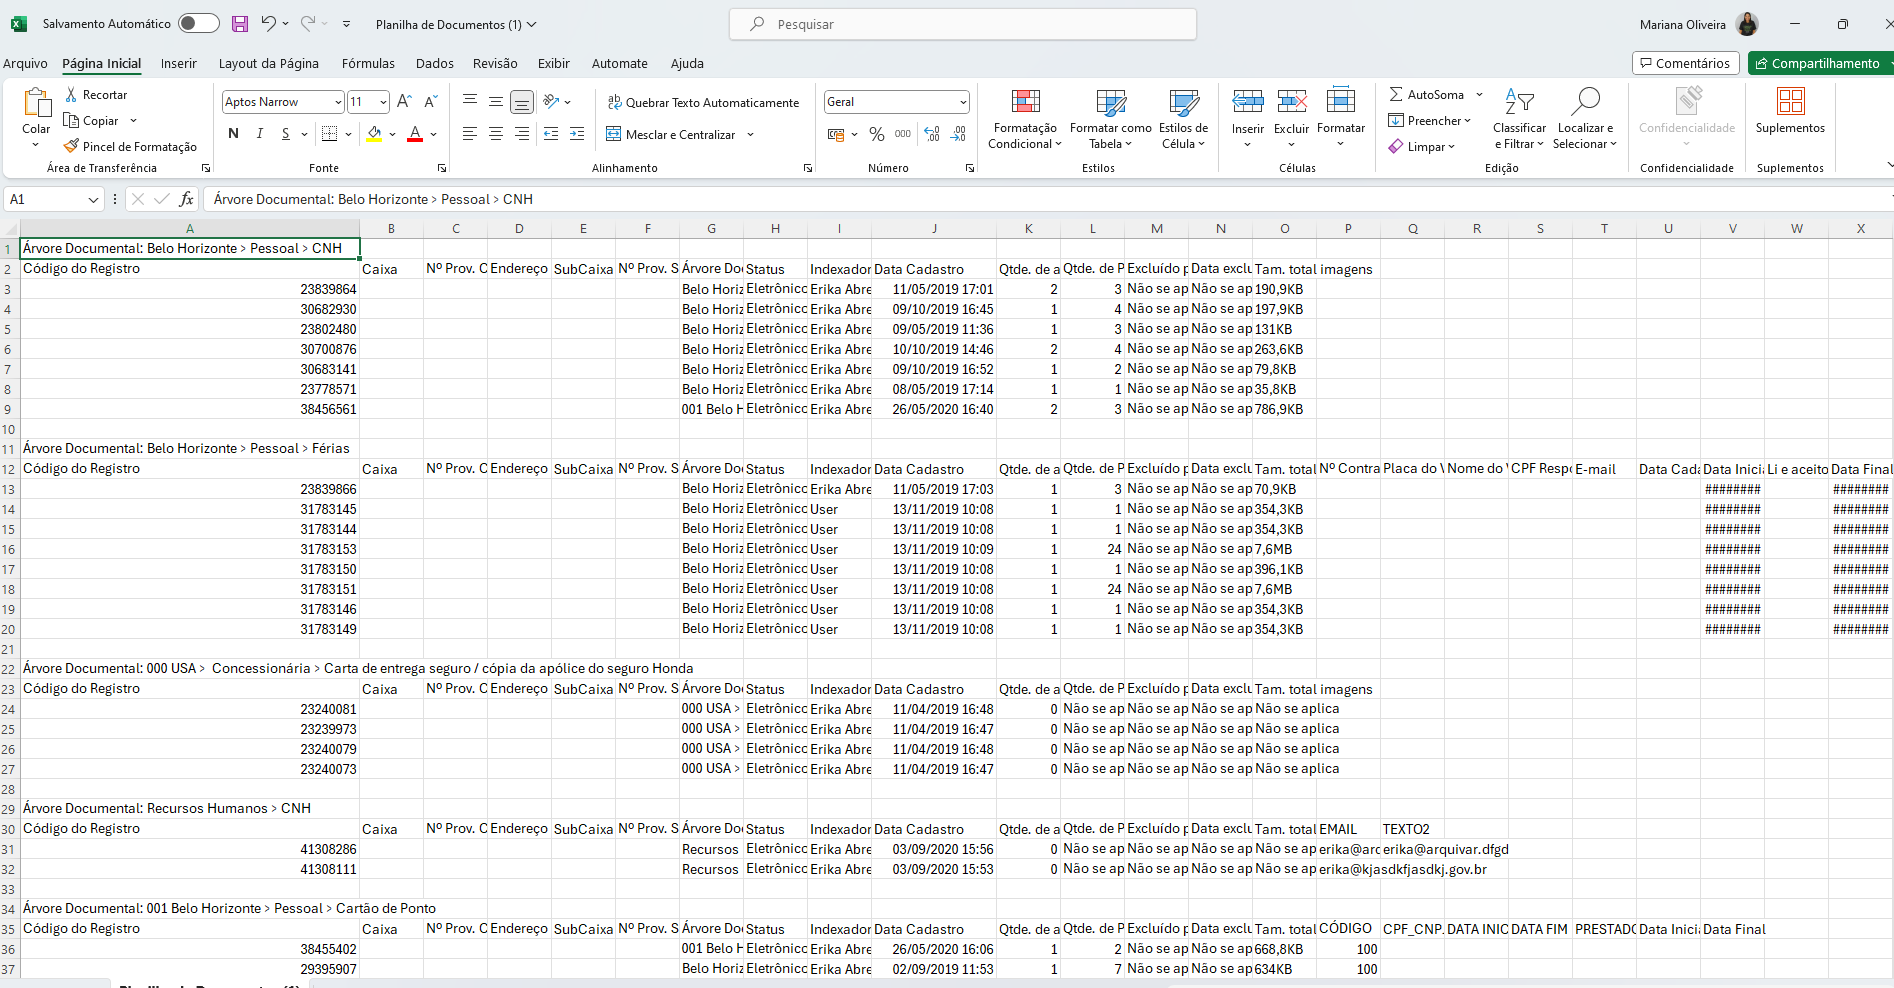 Salvamento Automático
Planilha de Documentos (1)
Pesquisar
Mariana Oliveira
Arquivo Página Inicial Inserir Layout da Página Fórmulas Dados Revisão Exibir Automate Ajuda
Comentários Compartilhamento
Colar
Recortar
Copiar
Pincel de Formatação
Área de Transferência
Aptos Narrow 11
N I S
Fonte
Quebrar Texto Automaticamente
Mesclar e Centralizar
Alinhamento
Geral
% 000
Número
Formatação Condicional
Formatar como Tabela
Estilos de Célula
Estilos
Inserir Excluir Formatar
Células
AutoSoma
Preencher
Limpar
Classificar e Filtrar
Localizar e Selecionar
Edição
Confidencialidade
Confidencialidade
Suplementos
Suplementos
A1 fx Árvore Documental: Belo Horizonte > Pessoal > CNH
A B C D E F G H I J K L M N O P Q R S T U V W X
1 Árvore Documental: Belo Horizonte > Pessoal > CNH
2 Código do Registro Caixa Nº Prov. C Endereço SubCaixa Nº Prov. S Árvore Do Status Indexador Data Cadastro Qtde. de a Qtde. de P Excluído p Data exclu Tam. total imagens
3 23839864 Belo Horiz Eletrônico Erika Abre 11/05/2019 17:01 2 3 Não se ap Não se ap 190,9KB
4 30682930 Belo Horiz Eletrônico Erika Abre 09/10/2019 16:45 1 4 Não se ap Não se ap 197,9KB
5 23802480 Belo Horiz Eletrônico Erika Abre 09/05/2019 11:36 1 3 Não se ap Não se ap 131KB
6 30700876 Belo Horiz Eletrônico Erika Abre 10/10/2019 14:46 2 4 Não se ap Não se ap 263,6KB
7 30683141 Belo Horiz Eletrônico Erika Abre 09/10/2019 16:52 1 2 Não se ap Não se ap 79,8KB
8 23778571 Belo Horiz Eletrônico Erika Abre 08/05/2019 17:14 1 1 Não se ap Não se ap 35,8KB
9 38456561 001 Belo H Eletrônico Erika Abre 26/05/2020 16:40 2 3 Não se ap Não se ap 786,9KB
10
11 Árvore Documental: Belo Horizonte > Pessoal > Férias
12 Código do Registro Caixa Nº Prov. C Endereço SubCaixa Nº Prov. S Árvore Do Status Indexador Data Cadastro Qtde. de a Qtde. de P Excluído p Data exclu Tam. total Nº Contra Placa do V Nome do V CPF Respo E-mail Data Cada Data Inicia Li e aceito Data Final
13 23839866 Belo Horiz Eletrônico Erika Abre 11/05/2019 17:03 1 3 Não se ap Não se ap 70,9KB ######## ########
14 31783145 Belo Horiz Eletrônico User 13/11/2019 10:08 1 1 Não se ap Não se ap 354,3KB ######## ########
15 31783144 Belo Horiz Eletrônico User 13/11/2019 10:08 1 1 Não se ap Não se ap 354,3KB ######## ########
16 31783153 Belo Horiz Eletrônico User 13/11/2019 10:09 1 24 Não se ap Não se ap 7,6MB ######## ########
17 31783150 Belo Horiz Eletrônico User 13/11/2019 10:08 1 1 Não se ap Não se ap 396,1KB ######## ########
18 31783151 Belo Horiz Eletrônico User 13/11/2019 10:08 1 24 Não se ap Não se ap 7,6MB ######## ########
19 31783146 Belo Horiz Eletrônico User 13/11/2019 10:08 1 1 Não se ap Não se ap 354,3KB ######## ########
20 31783149 Belo Horiz Eletrônico User 13/11/2019 10:08 1 1 Não se ap Não se ap 354,3KB ######## ########
21
22 Árvore Documental: 000 USA > Concessionária > Carta de entrega seguro / cópia da apólice do seguro Honda
23 Código do Registro Caixa Nº Prov. C Endereço SubCaixa Nº Prov. S Árvore Do Status Indexador Data Cadastro Qtde. de a Qtde. de P Excluído p Data exclu Tam. total imagens
24 23240081 000 USA > Eletrônico Erika Abre 11/04/2019 16:48 0 Não se ap Não se ap Não se ap Não se aplica
25 23239973 000 USA > Eletrônico Erika Abre 11/04/2019 16:47 0 Não se ap Não se ap Não se ap Não se aplica
26 23240079 000 USA > Eletrônico Erika Abre 11/04/2019 16:48 0 Não se ap Não se ap Não se ap Não se aplica
27 23240073 000 USA > Eletrônico Erika Abre 11/04/2019 16:47 0 Não se ap Não se ap Não se ap Não se aplica
28
29 Árvore Documental: Recursos Humanos > CNH
30 Código do Registro Caixa Nº Prov. C Endereço SubCaixa Nº Prov. S Árvore Do Status Indexador Data Cadastro Qtde. de a Qtde. de P Excluído p Data exclu Tam. total EMAIL TEXTO2
31 41308286 Recursos Eletrônico Erika Abre 03/09/2020 15:56 0 Não se ap Não se ap Não se ap Não se ap erika@arq erika@arquivar.dfgd
32 41308111 Recursos Eletrônico Erika Abre 03/09/2020 15:53 0 Não se ap Não se ap Não se ap Não se ap erika@kjasdkfjasdkj.gov.br
33
34 Árvore Documental: 001 Belo Horizonte > Pessoal > Cartão de Ponto
35 Código do Registro Caixa Nº Prov. C Endereço SubCaixa Nº Prov. S Árvore Do Status Indexador Data Cadastro Qtde. de a Qtde. de P Excluído p Data exclu Tam. total CÓDIGO CPF_CNP. DATA INIC DATA FIM PRESTADO Data Inicia Data Final
36 38455402 001 Belo H Eletrônico Erika Abre 26/05/2020 16:06 1 2 Não se ap Não se ap 668,8KB 100
37 29395907 Belo Horiz Eletrônico Erika Abre 02/09/2019 11:53 1 7 Não se ap Não se ap 634KB 100